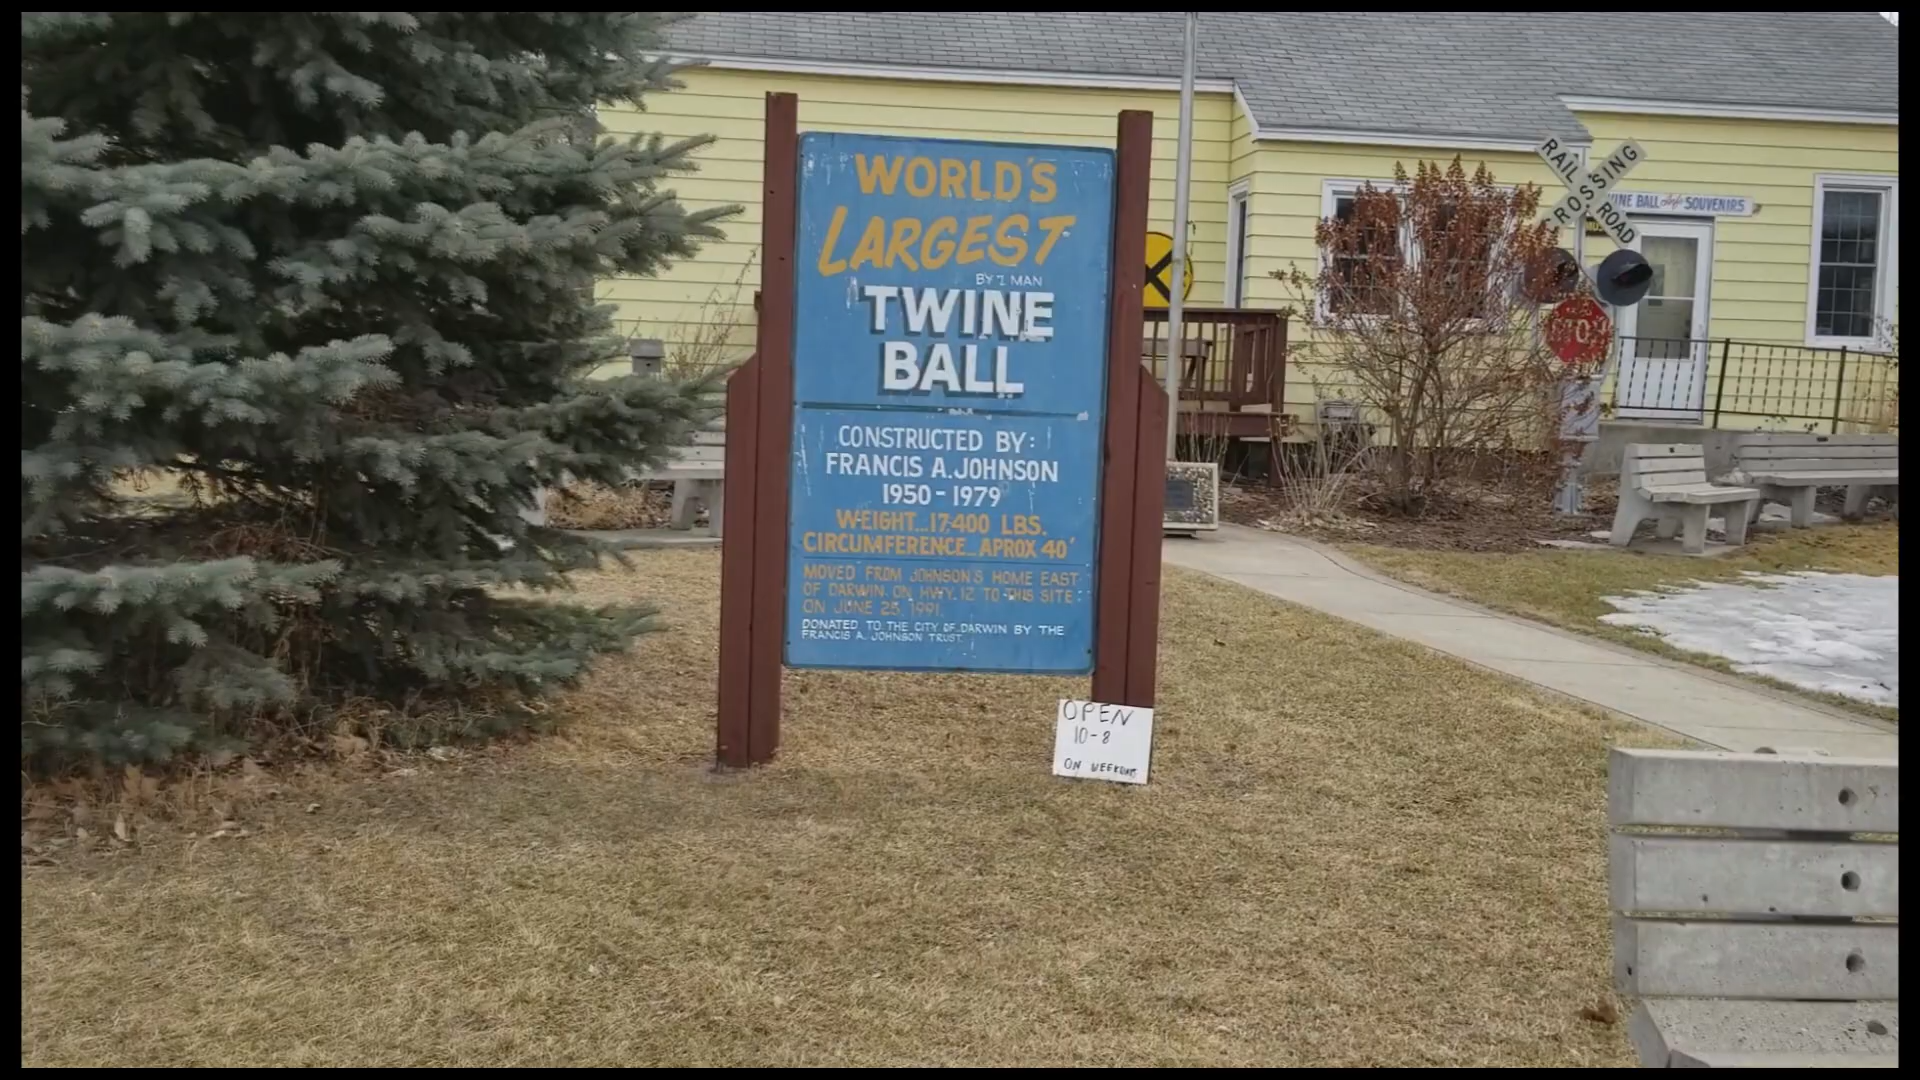 WORLD'S
LARGEST
BY 1 MAN
TWINE
BALL
CONSTRUCTED BY:
FRANCIS A. JOHNSON
1950 - 1979
WEIGHT... 17,400 LBS.
CIRCUMFERENCE... APROX 40'
MOVED FROM JOHNSON'S HOME EAST
OF DARWIN, ON HWY. 12 TO THIS SITE
ON JUNE 25, 1991.
DONATED TO THE CITY OF DARWIN BY THE
FRANCIS A. JOHNSON TRUST.
OPEN
10-8
ON
RAIL ROAD
CROSSING
BALL Info SOUVENIRS
STOP